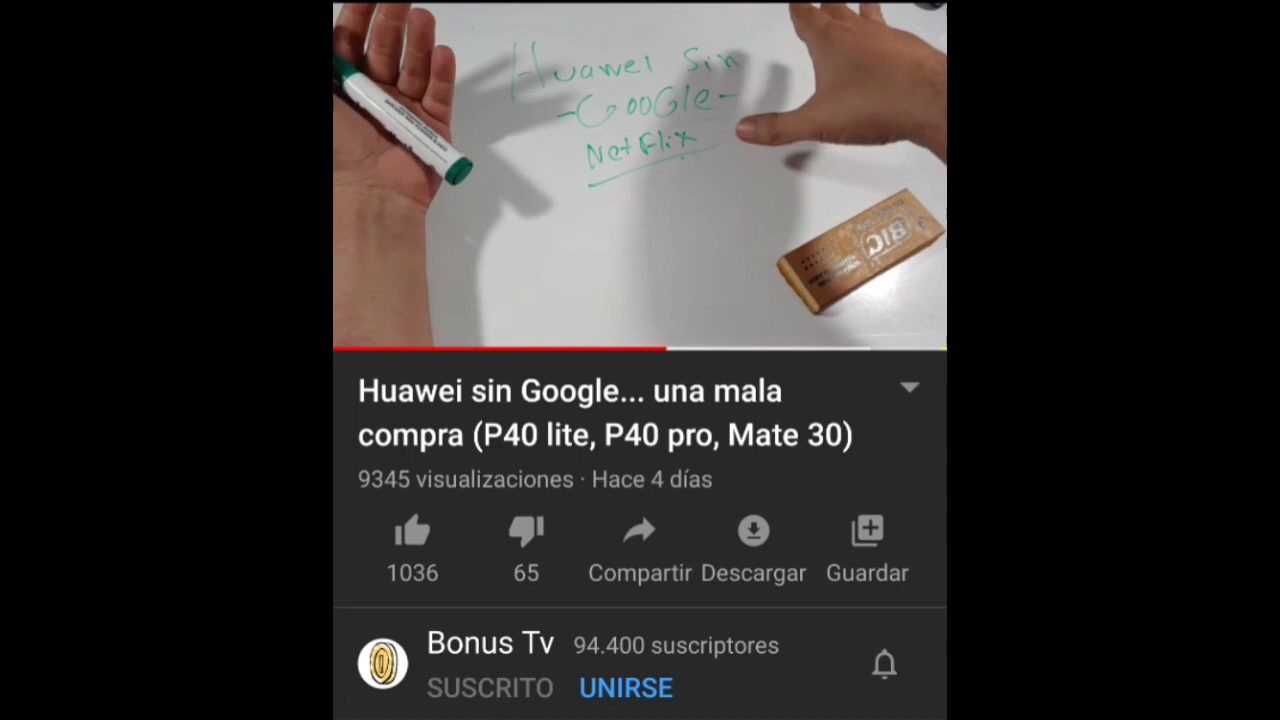 Huawei Sin
-GooGle-
NetFlix
BIC
Huawei sin Google... una mala
compra (P40 lite, P40 pro, Mate 30)
9345 visualizaciones · Hace 4 días
1036 65 Compartir Descargar Guardar
Bonus Tv 94.400 suscriptores
SUSCRITO UNIRSE